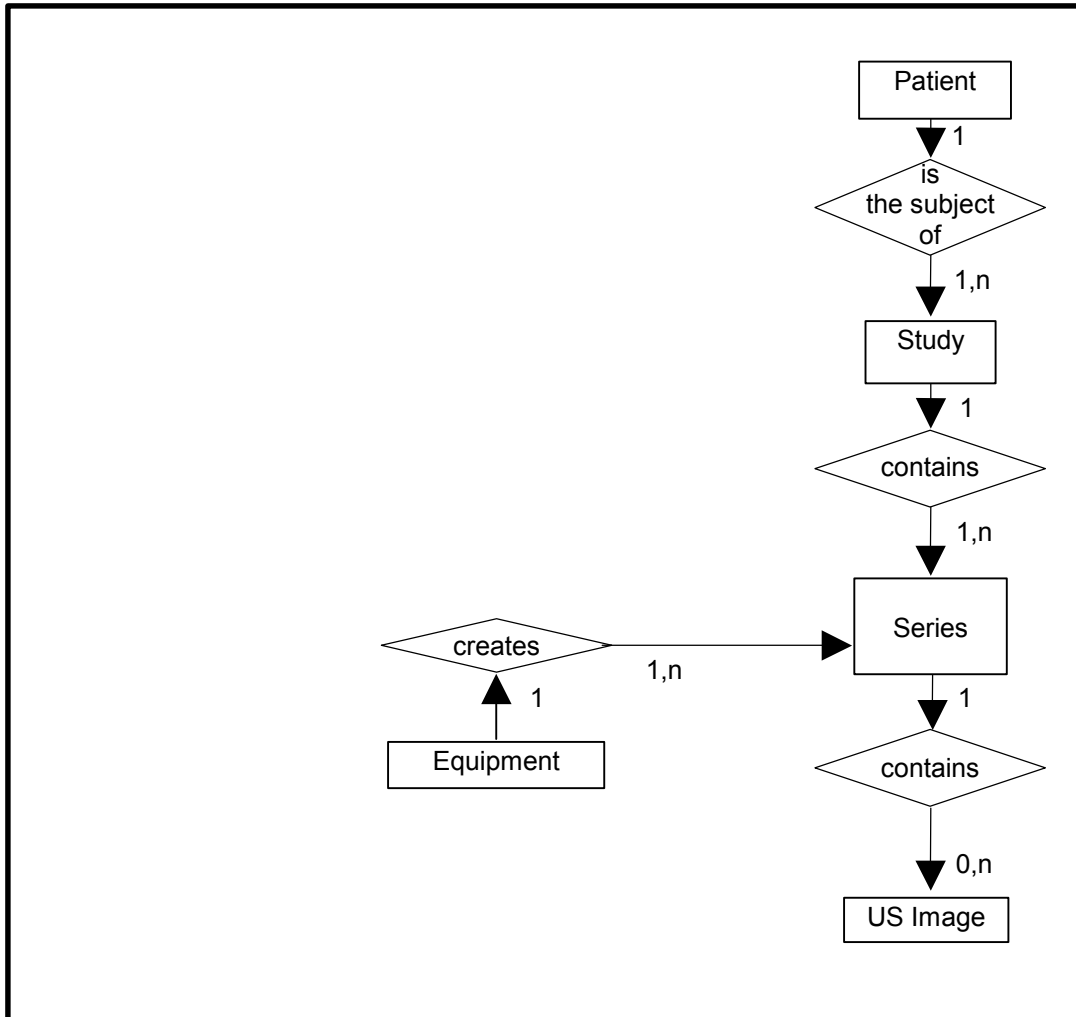 Patient
1
is
the subject
of
1,n
Study
1
contains
1,n
Series
creates
1,n
1
1
Equipment
contains
0,n
US Image